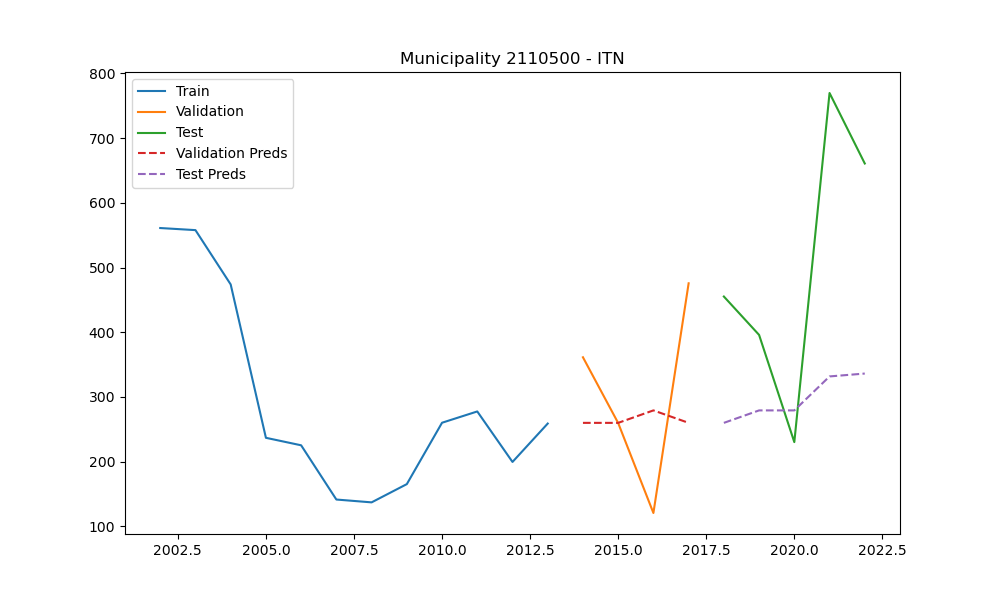 Municipality 2110500 - ITN
800
700
600
500
400
300
200
100
Train
Validation
Test
Validation Preds
Test Preds
2002.5 2005.0 2007.5 2010.0 2012.5 2015.0 2017.5 2020.0 2022.5